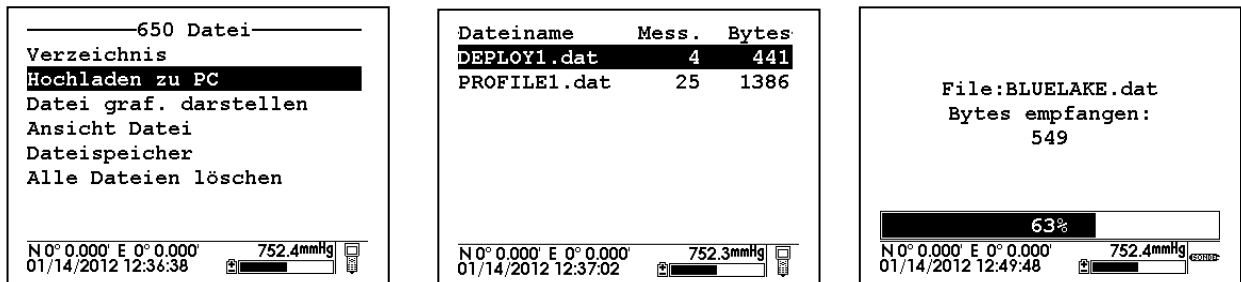 650 Datei
Verzeichnis
Hochladen zu PC
Datei graf. darstellen
Ansicht Datei
Dateispeicher
Alle Dateien löschen
N 0° 0.000' E 0° 0.000' 752.4mmHg
01/14/2012 12:36:38
Dateiname Mess. Bytes
DEPLOY1.dat 4 441
PROFILE1.dat 25 1386
N 0° 0.000' E 0° 0.000' 752.3mmHg
01/14/2012 12:37:02
File:BLUELAKE.dat
Bytes empfangen:
549
63%
N 0° 0.000' E 0° 0.000' 752.4mmHg
01/14/2012 12:49:48 SONDE